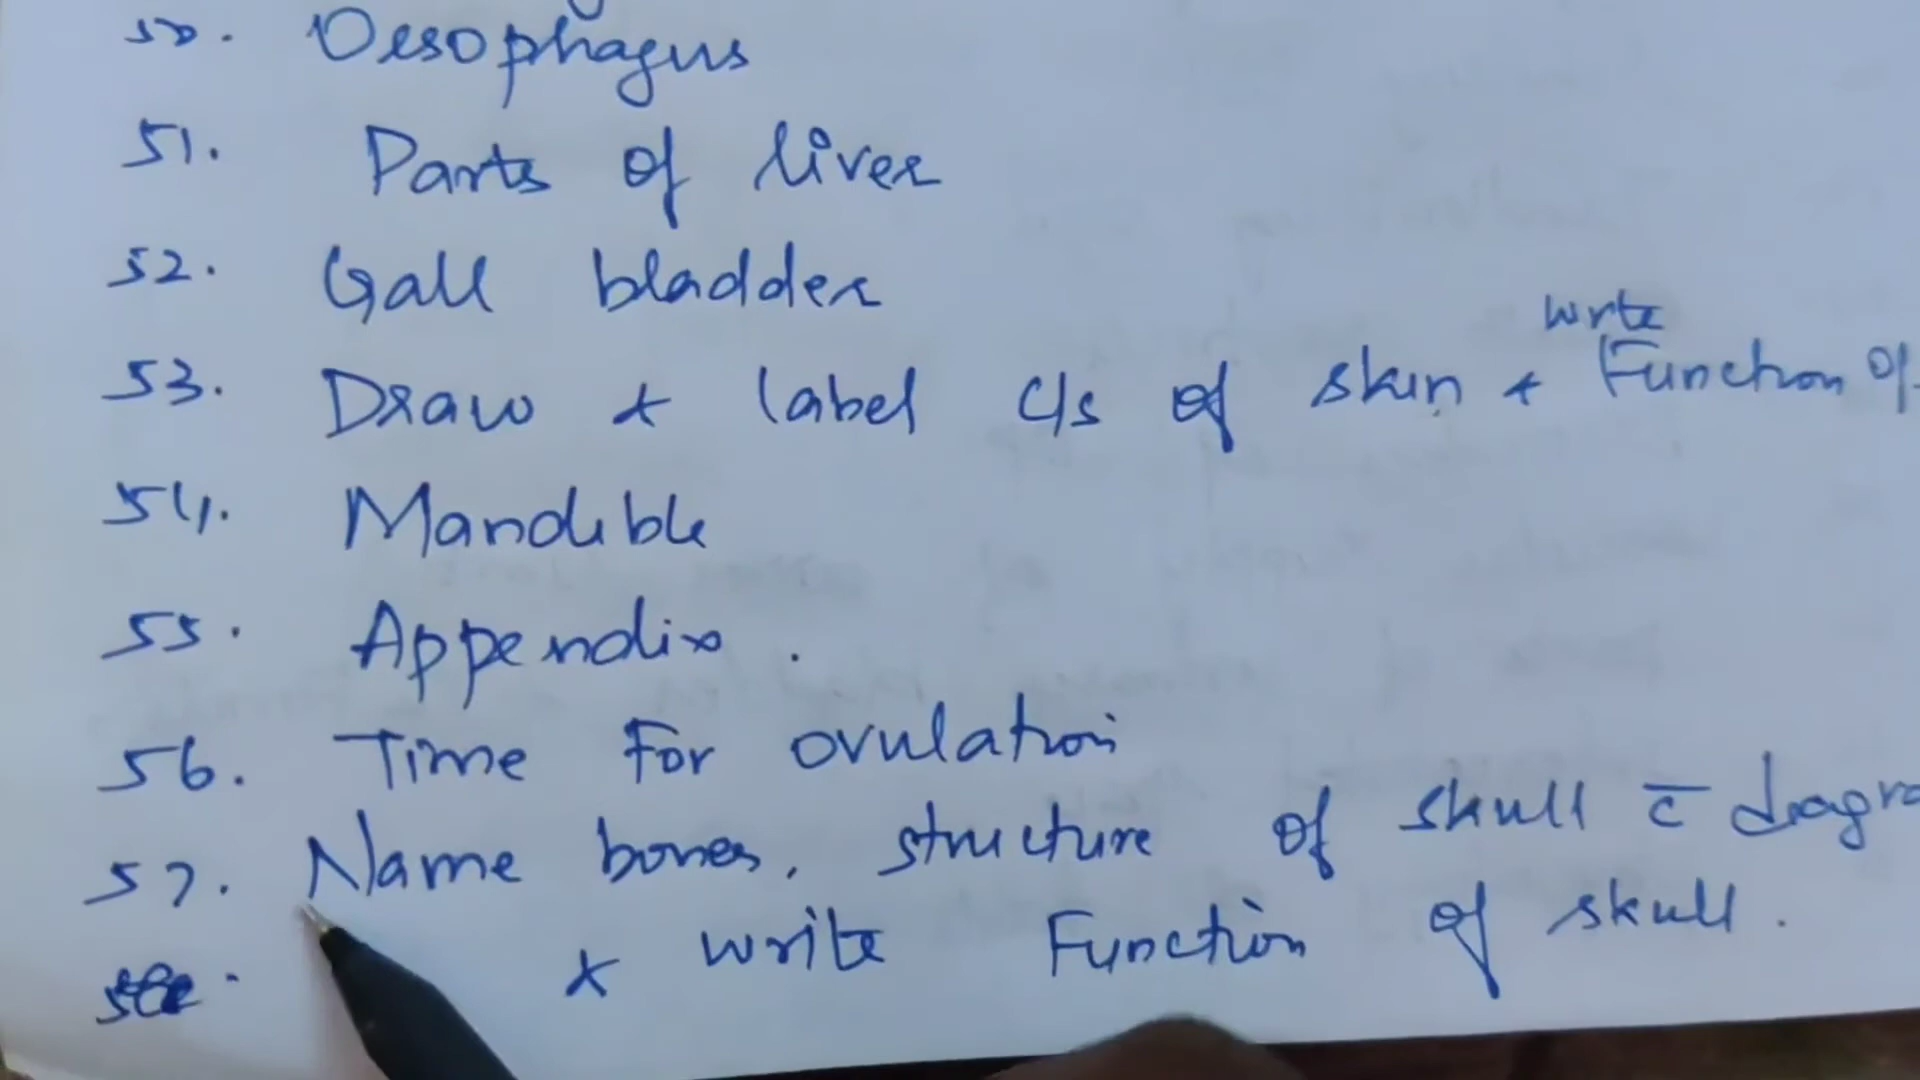 50. Oesophagus
51. Parts of liver
52. Gall bladder
write
53. Draw & label c/s of skin & Function of
54. Mandible
55. Appendix.
56. Time For ovulation
57. Name bones, structure of skull c̄ diagra
& write Function of skull.